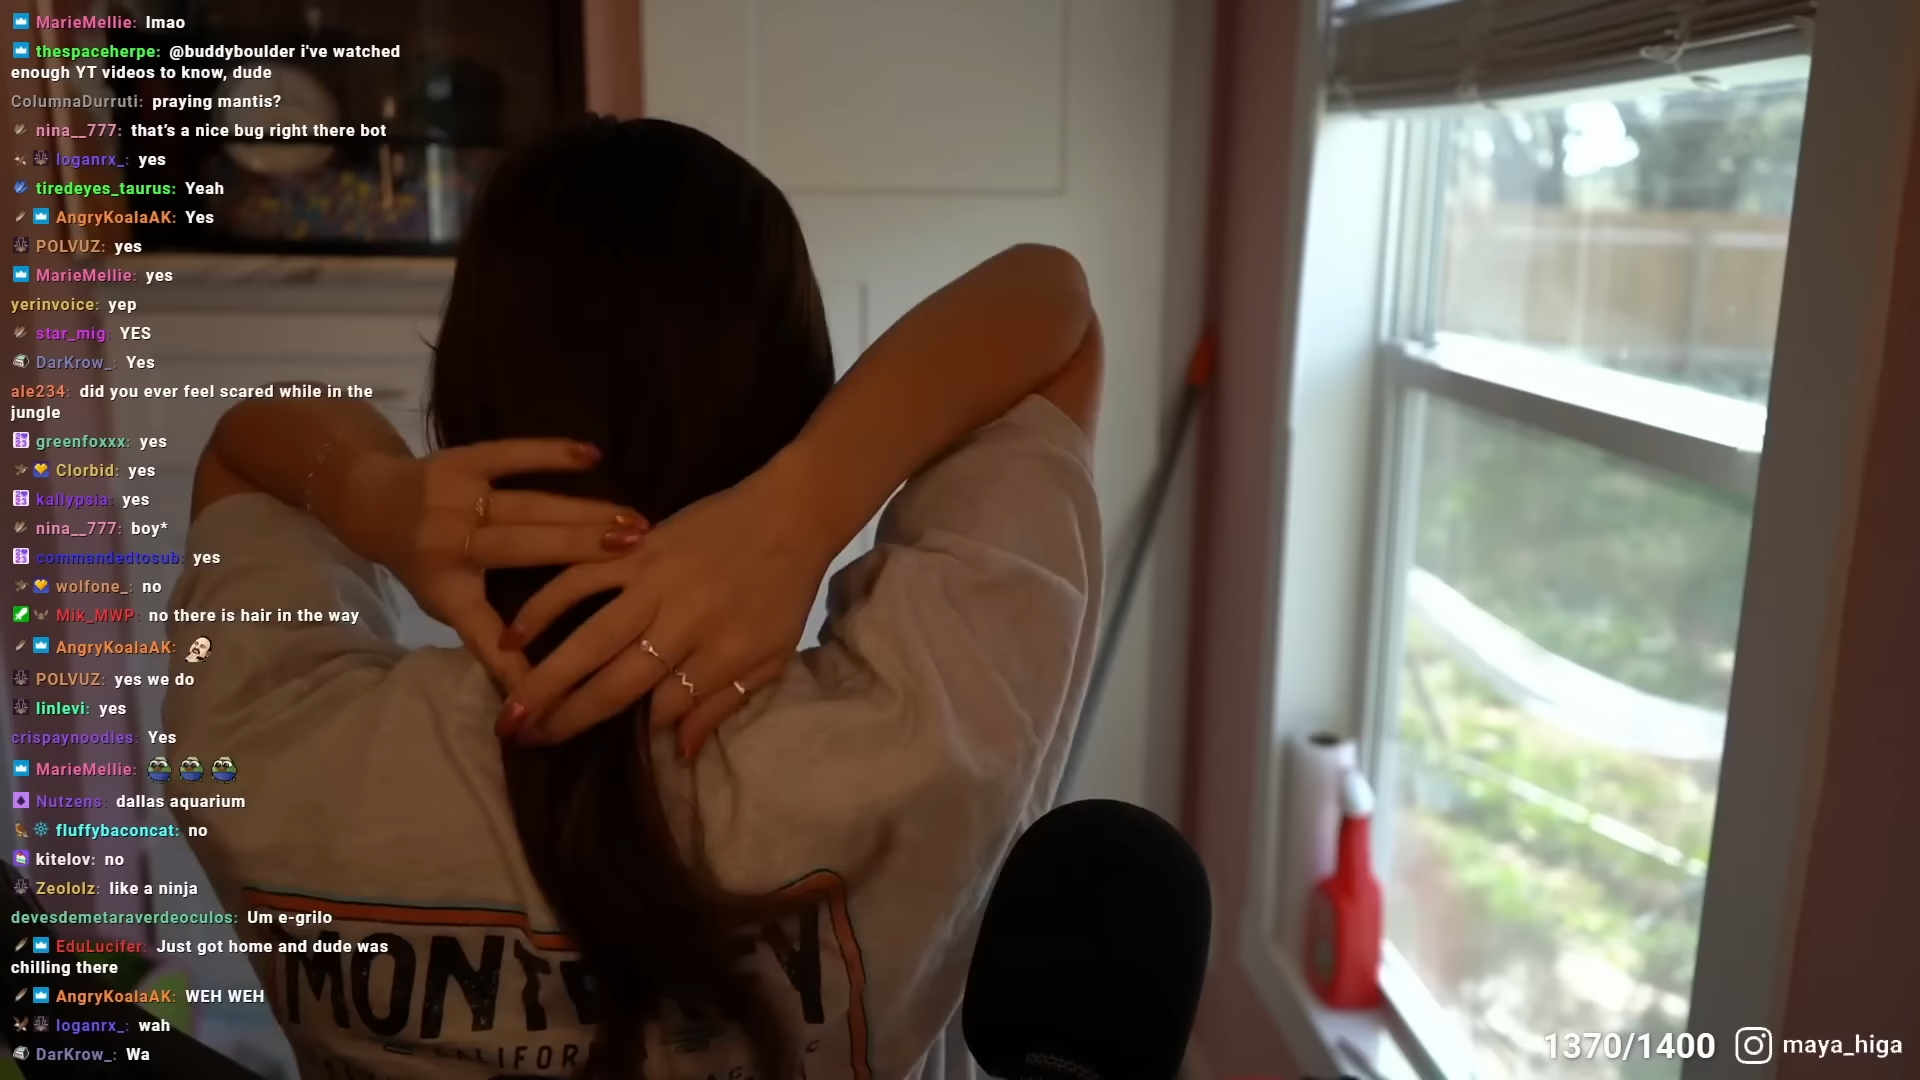 MarieMellie: lmao
thespaceherpe: @buddyboulder i've watched
enough YT videos to know, dude
ColumnaDurruti: praying mantis?
nina__777: that's a nice bug right there bot
loganrx_: yes
tiredeyes_taurus: Yeah
AngryKoalaAK: Yes
POLVUZ: yes
MarieMellie: yes
yerinvoice: yep
star_mig: YES
DarKrow_: Yes
ale234: did you ever feel scared while in the
jungle
greenfoxxx: yes
Clorbid: yes
kallypsia: yes
nina__777: boy*
commandedtosub: yes
wolfone_: no
Mik_MWP: no there is hair in the way
AngryKoalaAK:
POLVUZ: yes we do
linlevi: yes
crispaynoodles: Yes
MarieMellie:
Nutzens: dallas aquarium
fluffybaconcat: no
kitelov: no
Zeololz: like a ninja
devesdemetaraverdeoculos: Um e-grilo
EduLucifer: Just got home and dude was
chilling there
AngryKoalaAK: WEH WEH
loganrx_: wah
DarKrow_: Wa
1370/1400 maya_higa